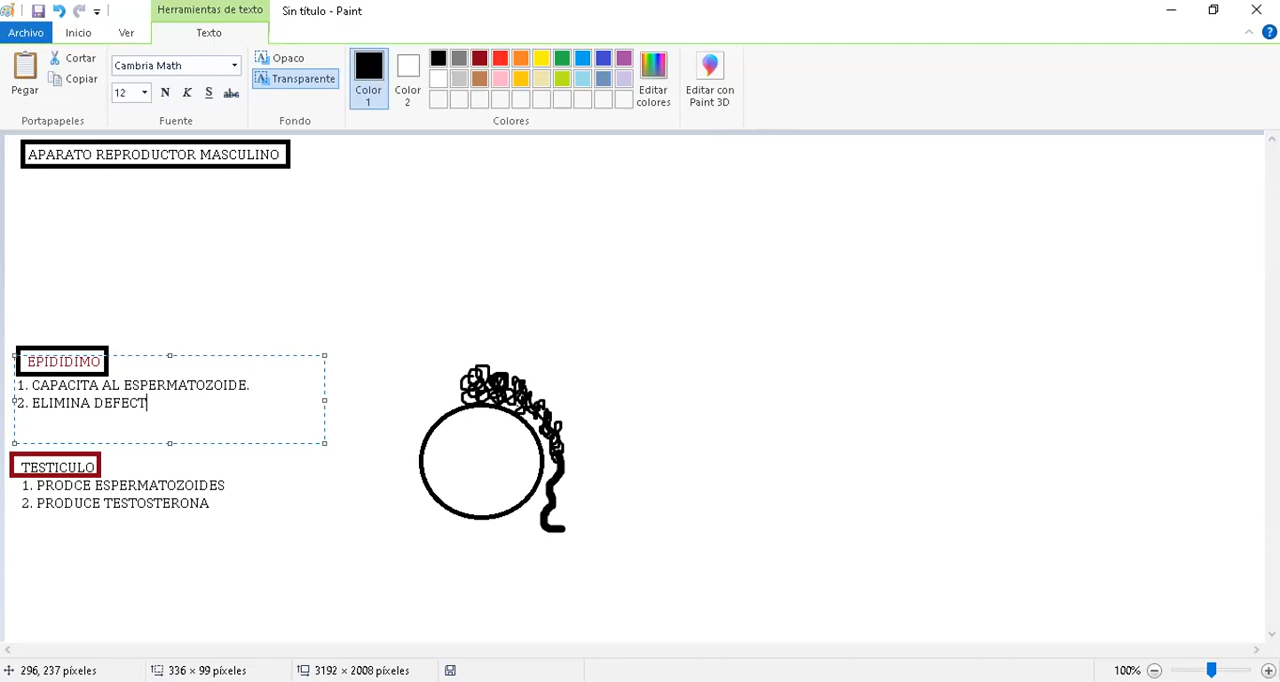 Herramientas de texto
Sin título - Paint
Archivo Inicio Ver Texto
Pegar
Cortar
Copiar
Portapapeles
Cambria Math
12 N K S abc
Fuente
Opaco
Transparente
Fondo
Color 1
Color 2
Colores
Editar colores
Editar con Paint 3D
APARATO REPRODUCTOR MASCULINO
EPIDIDIMO
1. CAPACITA AL ESPERMATOZOIDE.
2. ELIMINA DEFECT
TESTICULO
1. PRODCE ESPERMATOZOIDES
2. PRODUCE TESTOSTERONA
296, 237 píxeles
336 × 99 píxeles
3192 × 2008 píxeles
100%